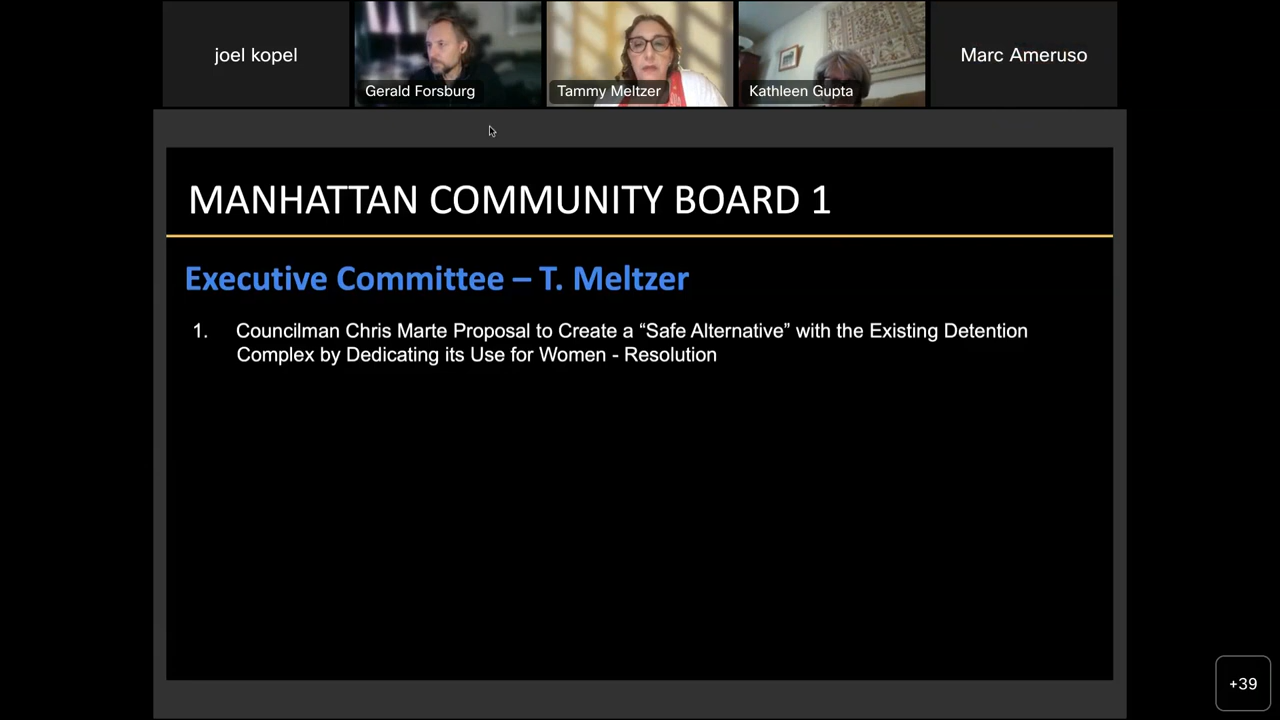 joel kopel
Gerald Forsburg
Tammy Meltzer
Kathleen Gupta
Marc Ameruso
MANHATTAN COMMUNITY BOARD 1
Executive Committee – T. Meltzer
1. Councilman Chris Marte Proposal to Create a “Safe Alternative” with the Existing Detention
Complex by Dedicating its Use for Women - Resolution
+39